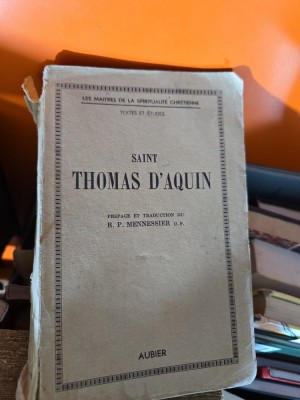 LES MAITRES DE LA SPIRITUALITÉ CHRÉTIENNE
TEXTES ET ÉTUDES
SAINT
THOMAS D'AQUIN
PRÉFACE ET TRADUCTION DU
R. P. MENNESSIER O. P.
AUBIER